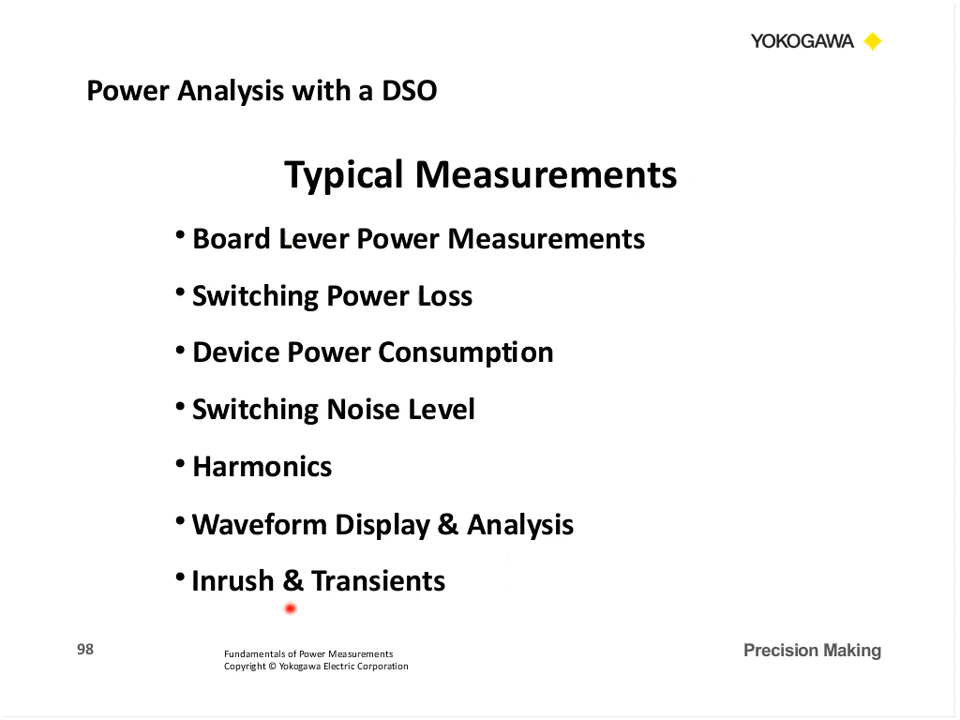 YOKOGAWA
Power Analysis with a DSO
Typical Measurements
• Board Lever Power Measurements
• Switching Power Loss
• Device Power Consumption
• Switching Noise Level
• Harmonics
• Waveform Display & Analysis
• Inrush & Transients
98
Fundamentals of Power Measurements
Copyright © Yokogawa Electric Corporation
Precision Making